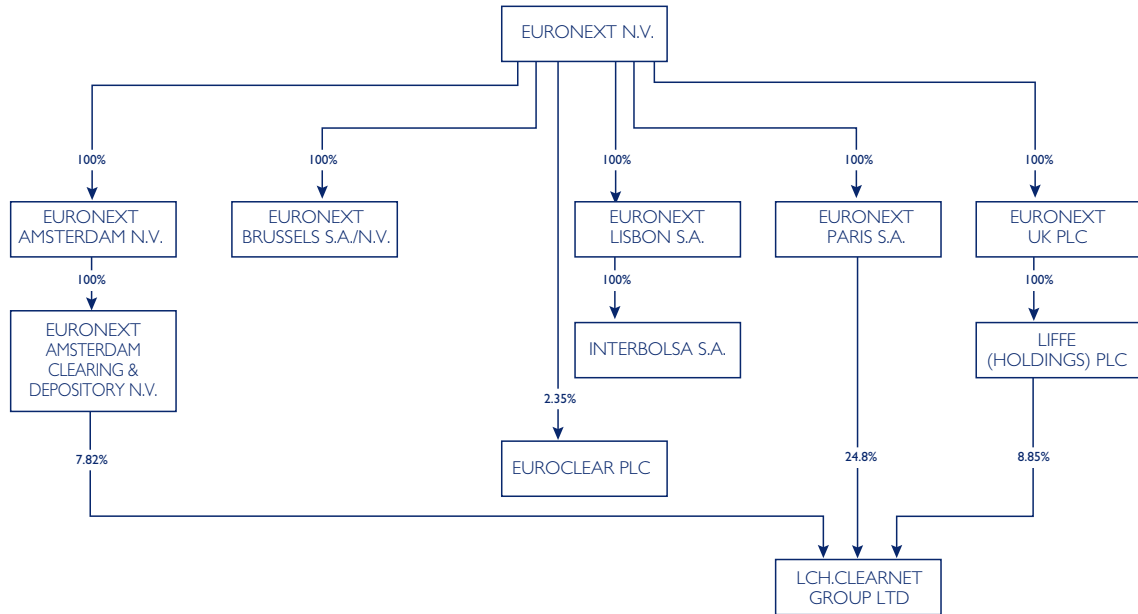 EURONEXT N.V.
100%
100%
100%
100%
100%
EURONEXT
AMSTERDAM N.V.
EURONEXT
BRUSSELS S.A./N.V.
EURONEXT
LISBON S.A.
EURONEXT
PARIS S.A.
EURONEXT
UK PLC
100%
100%
100%
EURONEXT
AMSTERDAM
CLEARING &
DEPOSITORY N.V.
INTERBOLSA S.A.
LIFFE
(HOLDINGS) PLC
2.35%
7.82%
EUROCLEAR PLC
24.8%
8.85%
LCH.CLEARNET
GROUP LTD